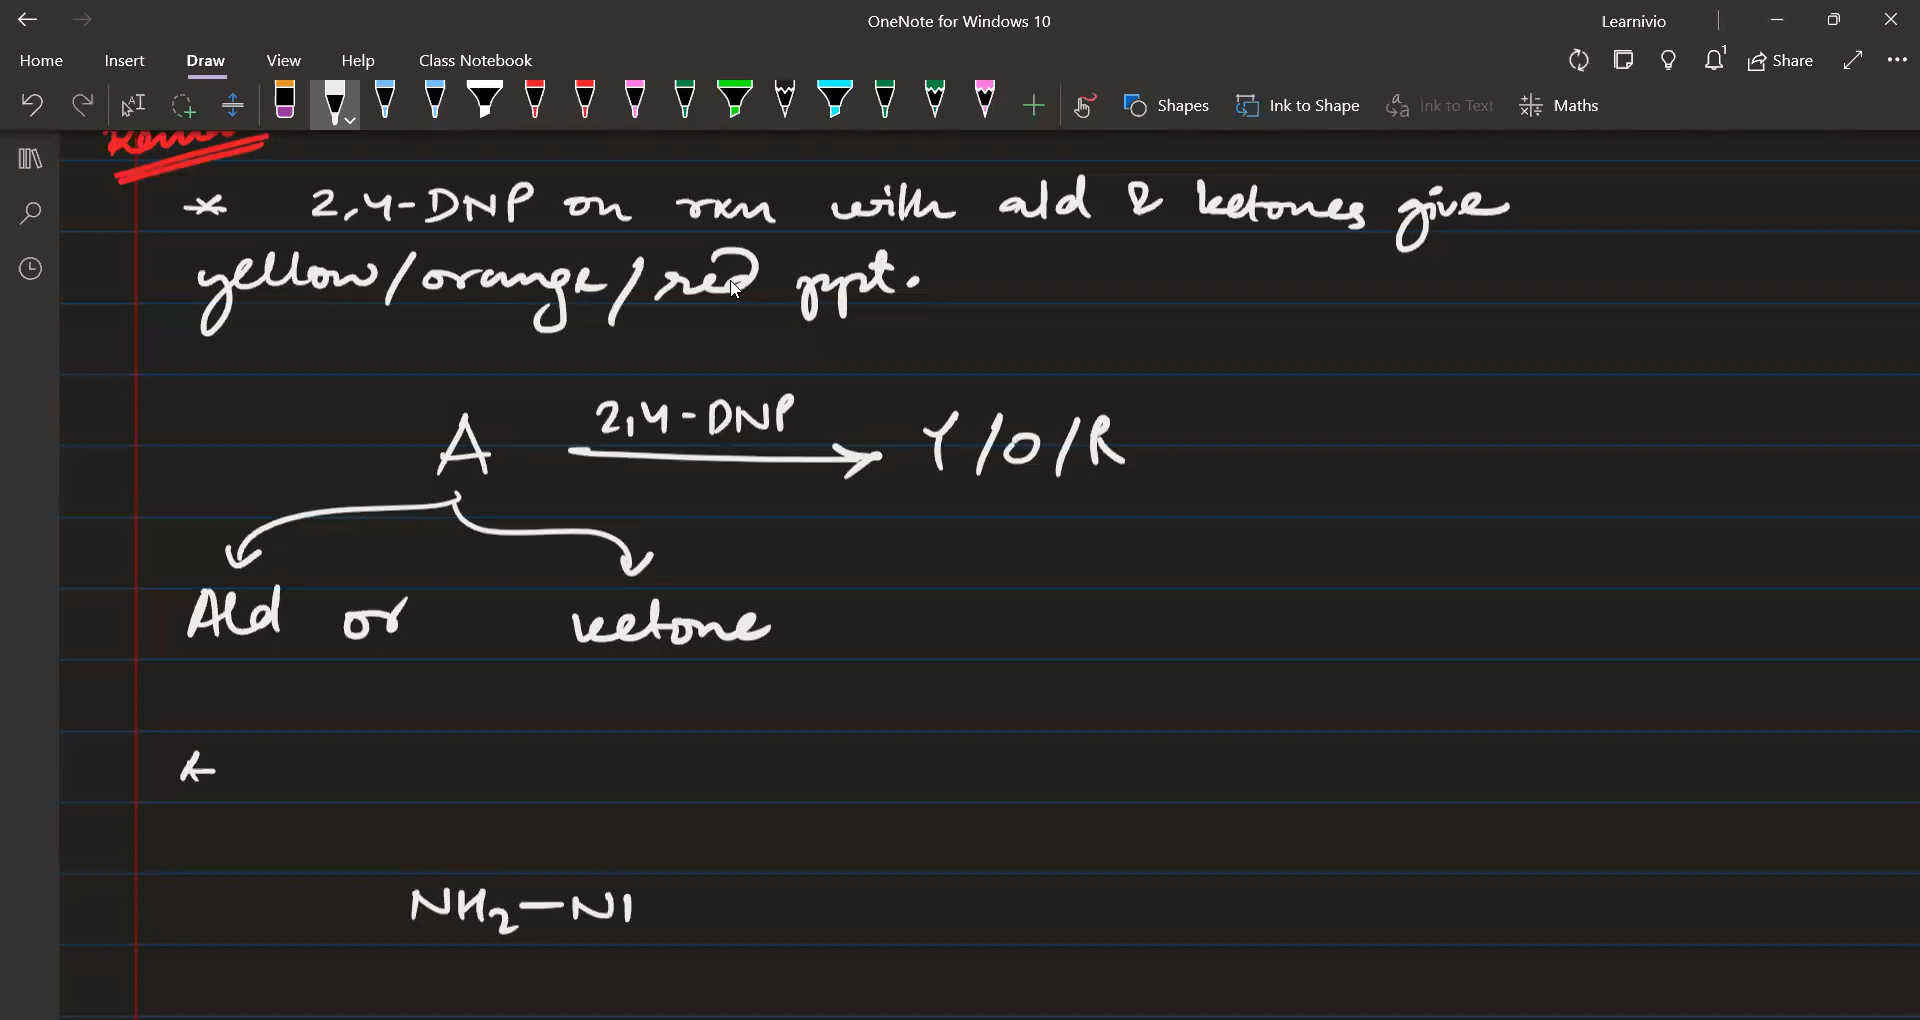 OneNote for Windows 10
Learnivio
Home Insert Draw View Help Class Notebook
1 Share
Shapes Ink to Shape Ink to Text Maths
* 2,4-DNP on rxn with ald & ketones give
yellow/orange/red ppt.
A 2,4-DNP Y/O/R
Ald or ketone
NH2-N